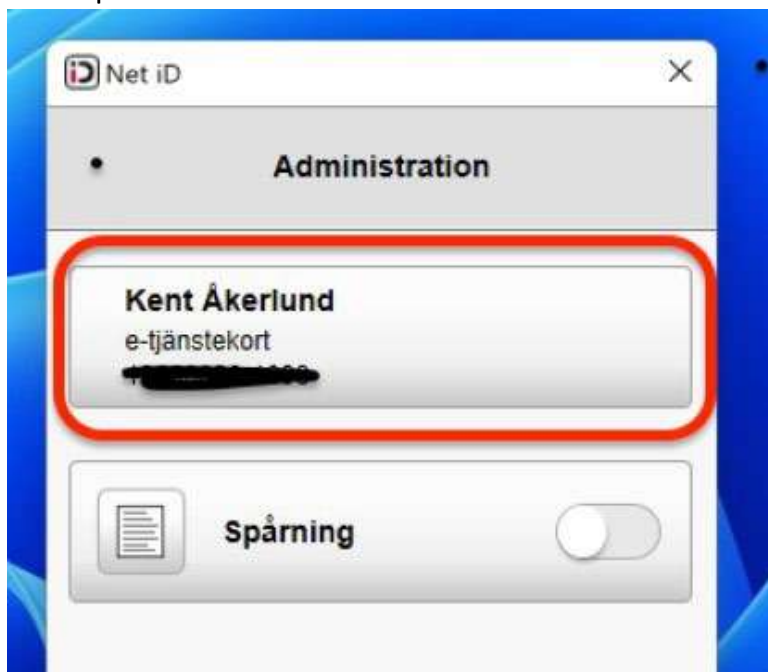 Net iD
Administration
Kent Åkerlund
e-tjänstekort
Spårning